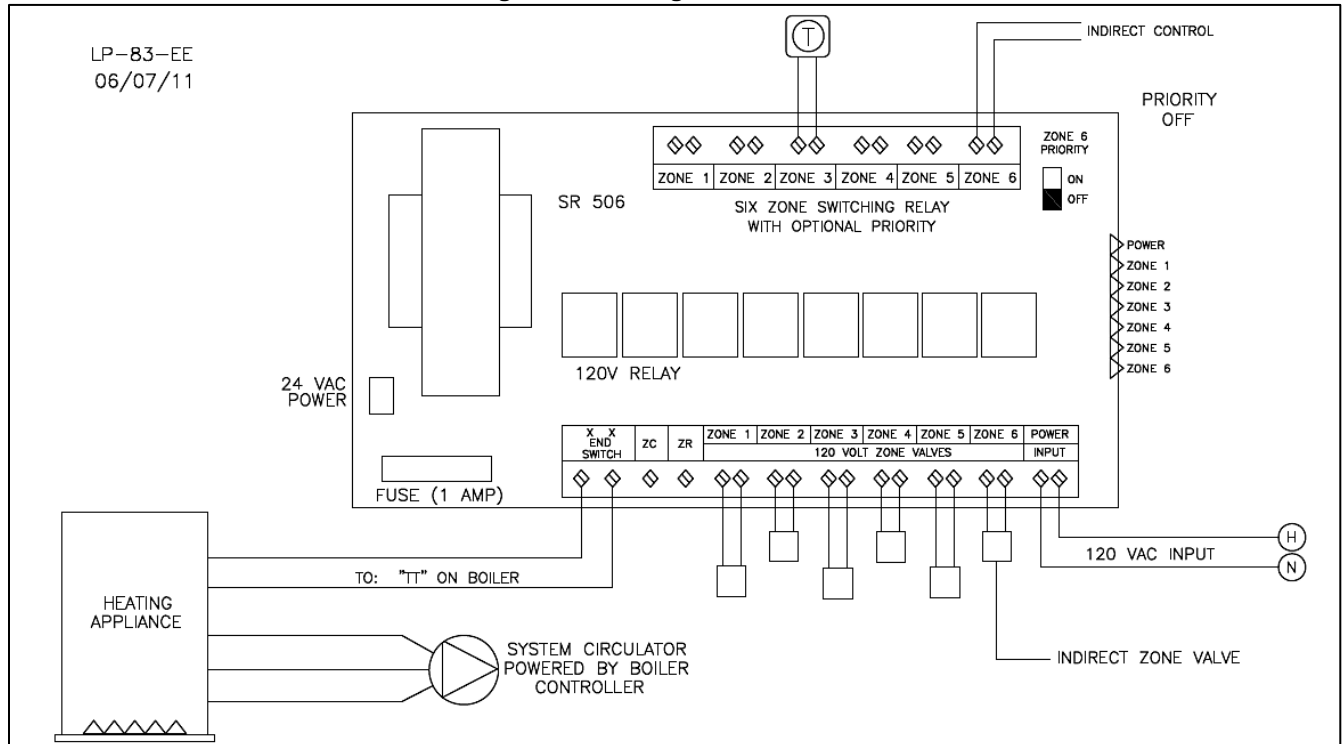 LP-83-EE
06/07/11
T
INDIRECT CONTROL
PRIORITY
OFF
ZONE 1 ZONE 2 ZONE 3 ZONE 4 ZONE 5 ZONE 6
ZONE 6
PRIORITY
ON
OFF
SR 506
SIX ZONE SWITCHING RELAY
WITH OPTIONAL PRIORITY
POWER
ZONE 1
ZONE 2
ZONE 3
ZONE 4
ZONE 5
ZONE 6
120V RELAY
24 VAC
POWER
FUSE (1 AMP)
X X
END
SWITCH
ZC
ZR
ZONE 1 ZONE 2 ZONE 3 ZONE 4 ZONE 5 ZONE 6
120 VOLT ZONE VALVES
POWER
INPUT
120 VAC INPUT
H
N
TO: "TT" ON BOILER
HEATING
APPLIANCE
SYSTEM CIRCULATOR
POWERED BY BOILER
CONTROLLER
INDIRECT ZONE VALVE